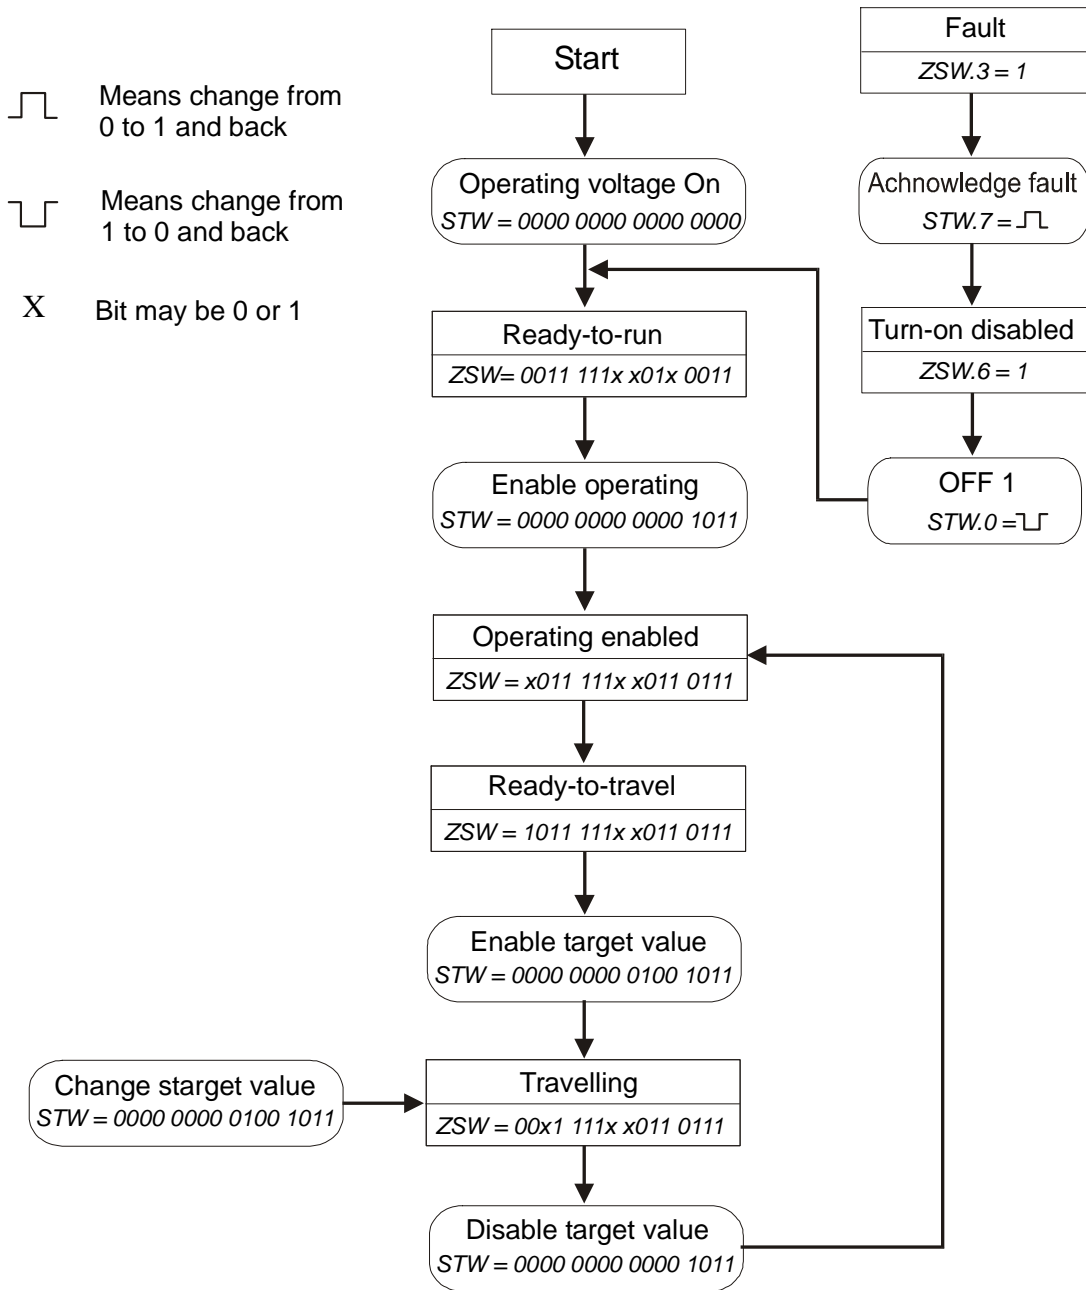 Means change from
0 to 1 and back
Means change from
1 to 0 and back
X Bit may be 0 or 1
Start
Operating voltage On
STW = 0000 0000 0000 0000
Ready-to-run
ZSW= 0011 111x x01x 0011
Enable operating
STW = 0000 0000 0000 1011
Operating enabled
ZSW = x011 111x x011 0111
Ready-to-travel
ZSW = 1011 111x x011 0111
Enable target value
STW = 0000 0000 0100 1011
Change starget value
STW = 0000 0000 0100 1011
Travelling
ZSW = 00x1 111x x011 0111
Disable target value
STW = 0000 0000 0000 1011
Fault
ZSW.3 = 1
Achnowledge fault
STW.7 =
Turn-on disabled
ZSW.6 = 1
OFF 1
STW.0 =